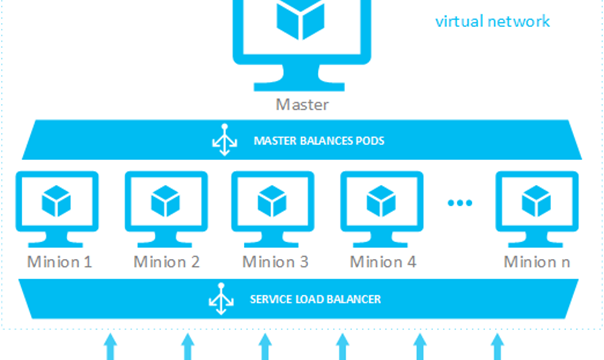 virtual network
Master
MASTER BALANCES PODS
Minion 1
Minion 2
Minion 3
Minion 4
...
Minion n
SERVICE LOAD BALANCER